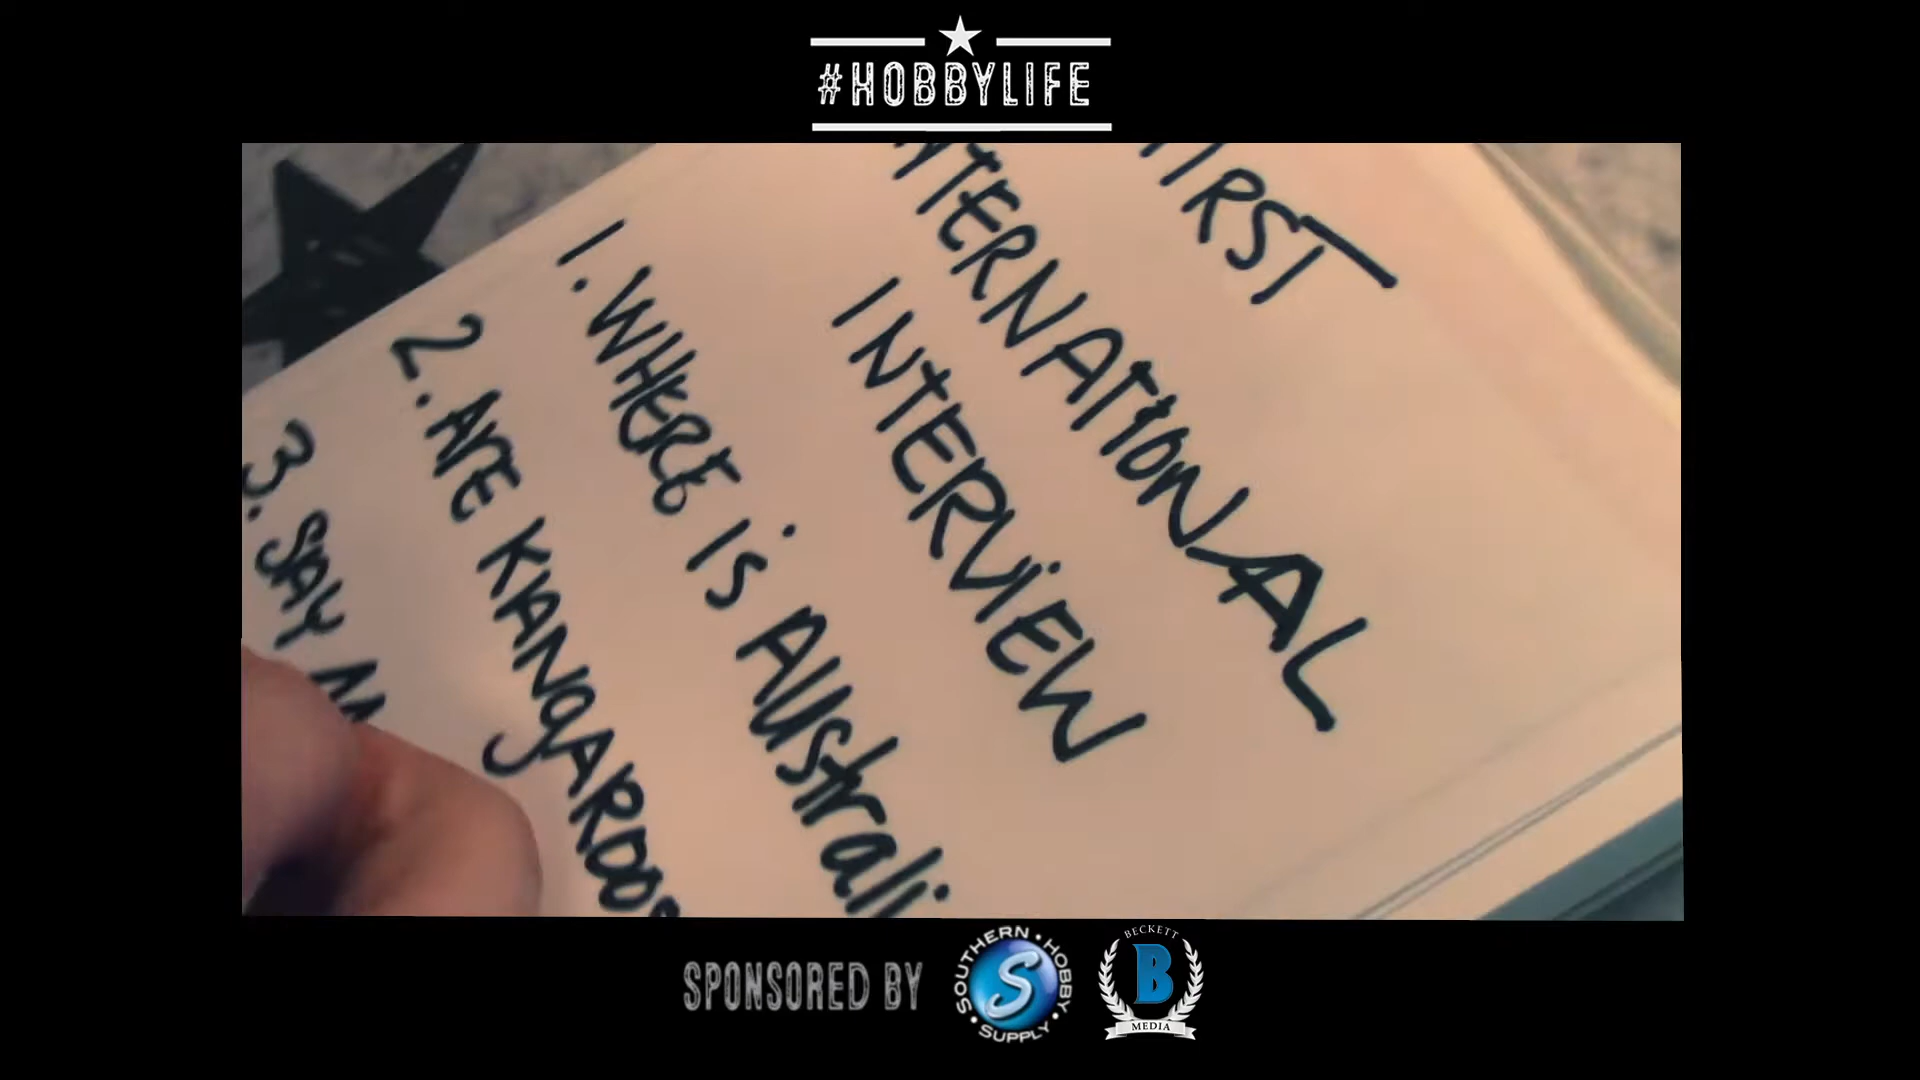 #HOBBYLIFE
FIRST
INTERNATIONAL
INTERVIEW
1. WHERE is AUstrali
2. ARE KANGAROOS
3. SAY
SPONSORED BY
SOUTHERN • HOBBY • SUPPLY •
S
BECKETT
B
MEDIA